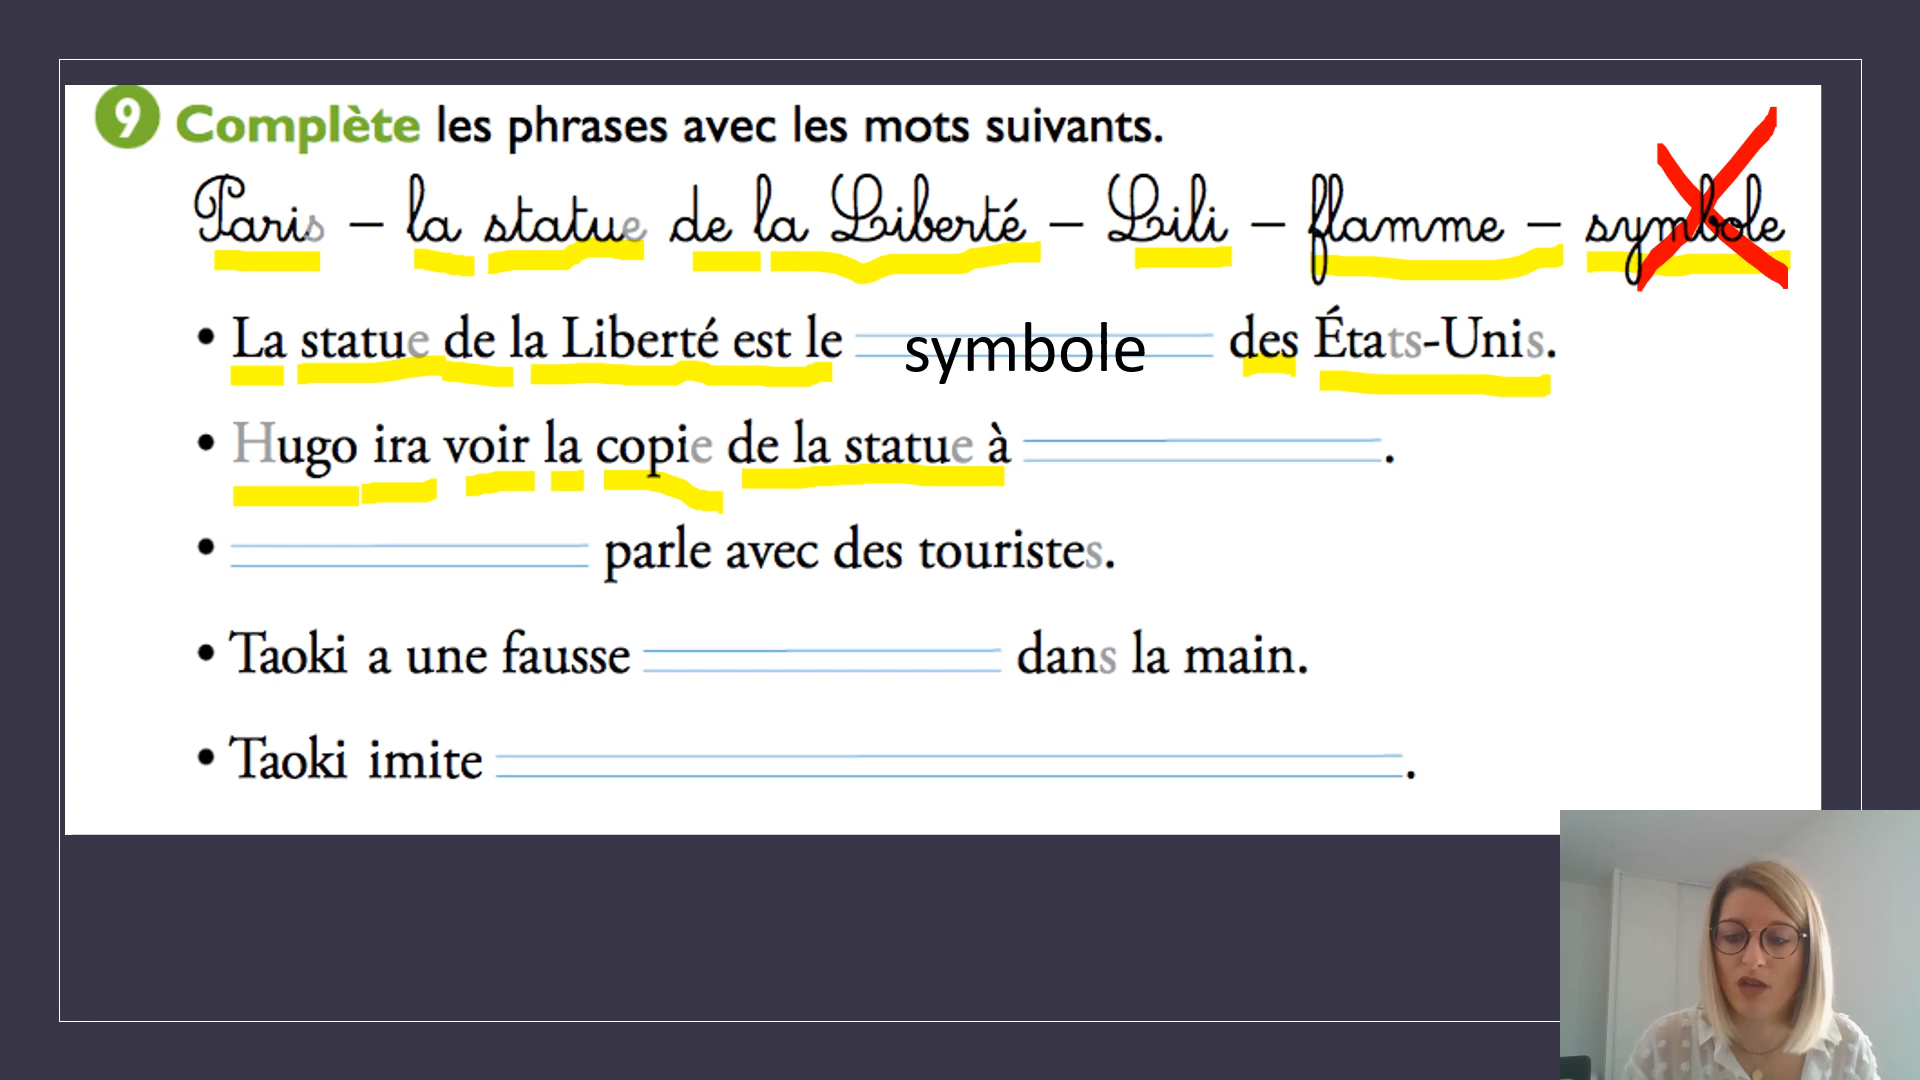 9 Complète les phrases avec les mots suivants.
Paris – la statue de la Liberté – Lili – flamme – symbole
• La statue de la Liberté est le symbole des États-Unis.
• Hugo ira voir la copie de la statue à .
• parle avec des touristes.
• Taoki a une fausse dans la main.
• Taoki imite .